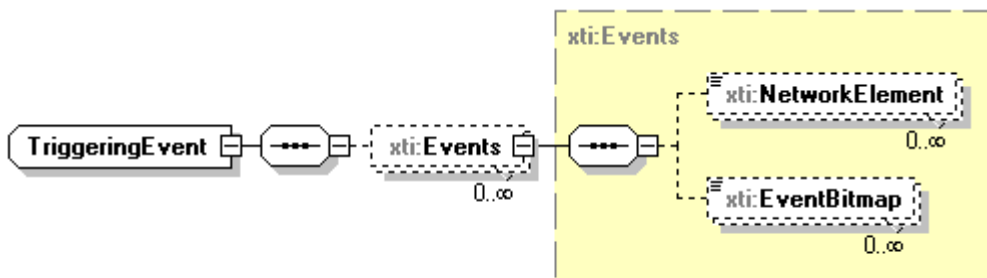 xti:Events
xti:NetworkElement
0..∞
TriggeringEvent
xti:Events
0..∞
xti:EventBitmap
0..∞